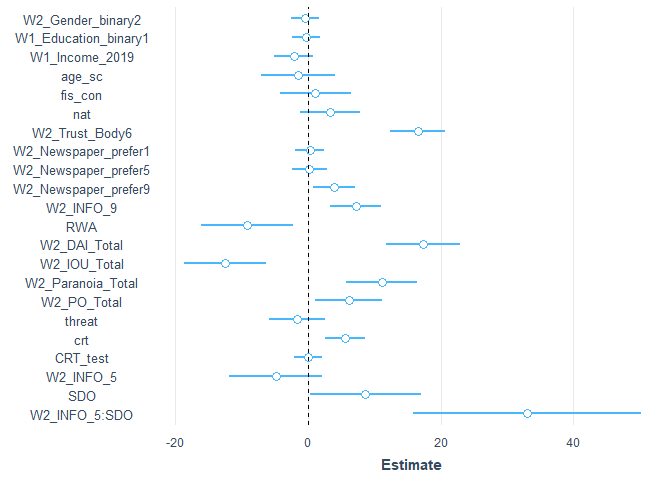 W2_Gender_binary2
W1_Education_binary1
W1_Income_2019
age_sc
fis_con
nat
W2_Trust_Body6
W2_Newspaper_prefer1
W2_Newspaper_prefer5
W2_Newspaper_prefer9
W2_INFO_9
RWA
W2_DAI_Total
W2_IOU_Total
W2_Paranoia_Total
W2_PO_Total
threat
crt
CRT_test
W2_INFO_5
SDO
W2_INFO_5:SDO
-20 0 20 40
Estimate